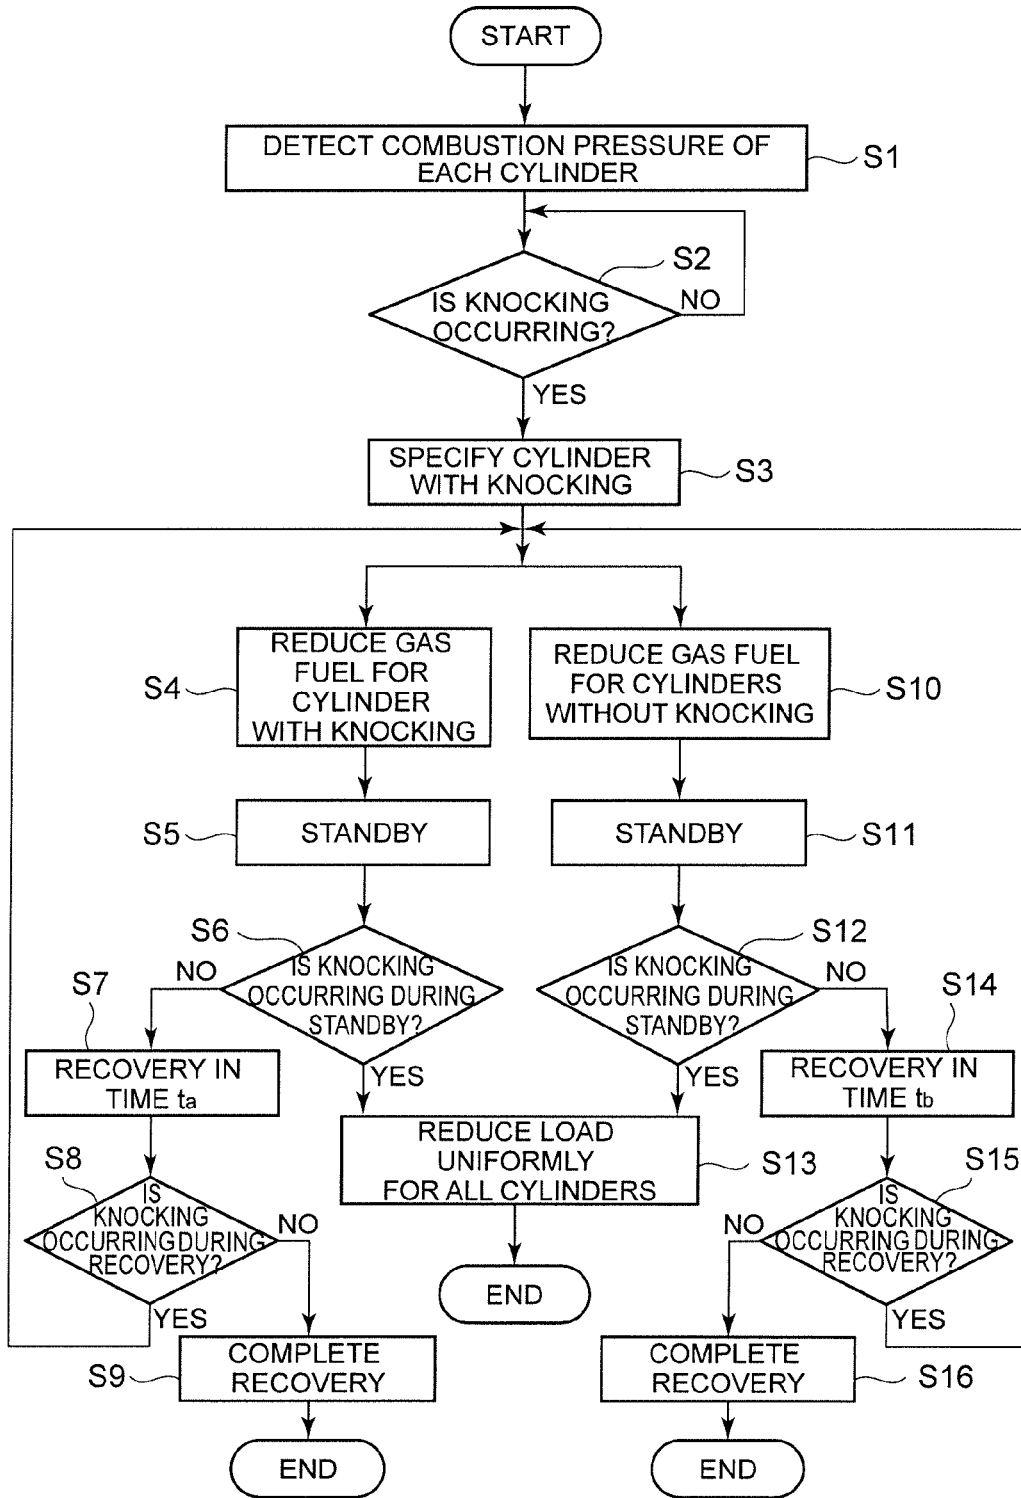 START
DETECT COMBUSTION PRESSURE OF
EACH CYLINDER
S1
S2
IS KNOCKING
OCCURRING?
NO
YES
SPECIFY CYLINDER
WITH KNOCKING
S3
S4
REDUCE GAS
FUEL FOR
CYLINDER
WITH KNOCKING
REDUCE GAS FUEL
FOR CYLINDERS
WITHOUT KNOCKING
S10
S5
STANDBY
STANDBY
S11
S6
IS KNOCKING
OCCURRING DURING
STANDBY?
NO
YES
S12
IS KNOCKING
OCCURRING DURING
STANDBY?
NO
YES
S7
RECOVERY IN
TIME ta
S14
RECOVERY IN
TIME tb
REDUCE LOAD
UNIFORMLY
FOR ALL CYLINDERS
S13
END
S8
IS
KNOCKING
OCCURRING DURING
RECOVERY?
NO
YES
S15
IS
KNOCKING
OCCURRING DURING
RECOVERY?
NO
YES
S9
COMPLETE
RECOVERY
END
COMPLETE
RECOVERY
S16
END